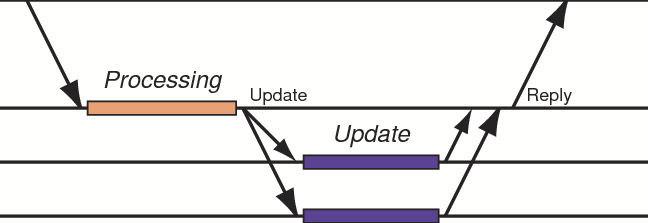 Processing
Update
Update
Reply